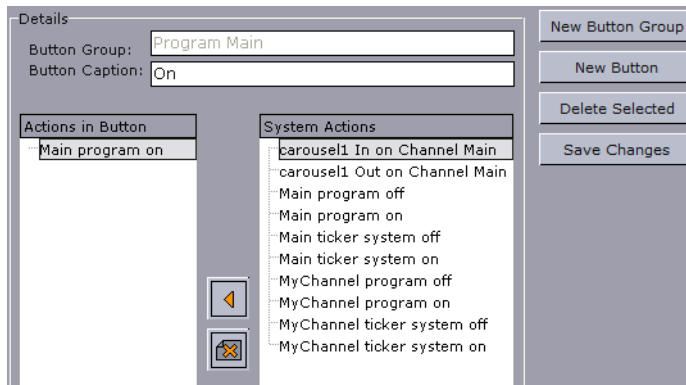 Details
Button Group: Program Main
Button Caption: On
New Button Group
New Button
Delete Selected
Save Changes
Actions in Button
Main program on
System Actions
carousel1 In on Channel Main
carousel1 Out on Channel Main
Main program off
Main program on
Main ticker system off
Main ticker system on
MyChannel program off
MyChannel program on
MyChannel ticker system off
MyChannel ticker system on